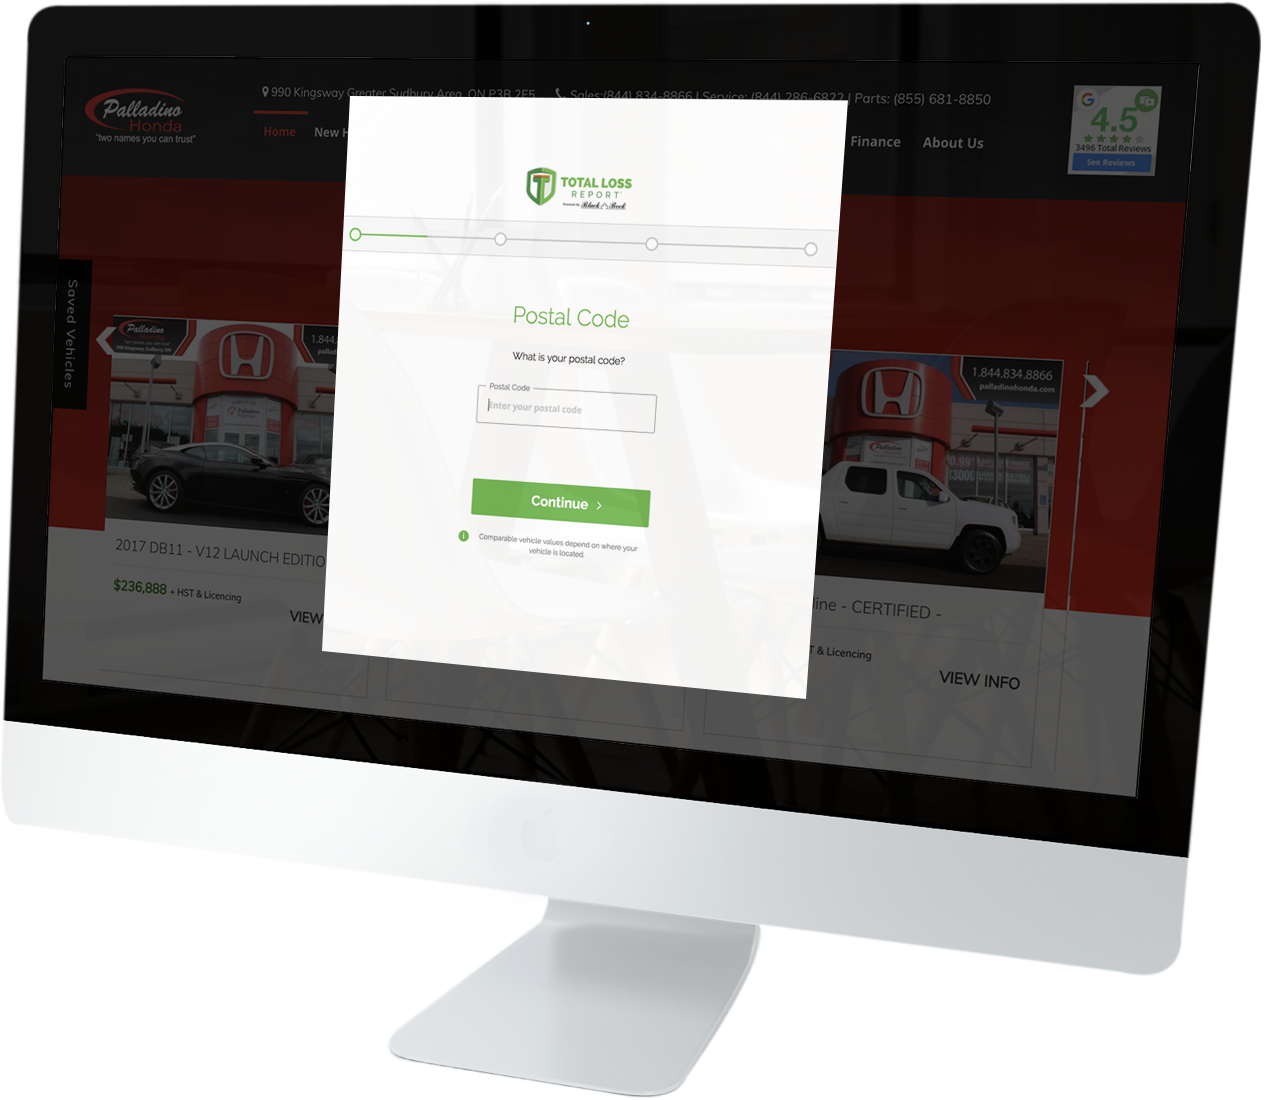 Palladino
Honda
"two names you can trust"
990 Kingsway Greater Sudbury Area, ON P3B 2E5
Sales:(844) 834-8866 | Service: (844) 286-6822 | Parts: (855) 681-8850
Home
New H
Finance
About Us
4.5
3496 Total Reviews
See Reviews
TOTAL LOSS
REPORT
Powered By Black Book
Saved Vehicles
Postal Code
What is your postal code?
Postal Code
Enter your postal code
Continue
Comparable vehicle values depend on where your
vehicle is located.
Palladino
1.844
1.844.834.8866
palladinohonda.com
2017 DB11 - V12 LAUNCH EDITIO
$236,888 + HST & Licencing
VIEW
line - CERTIFIED -
T & Licencing
VIEW INFO